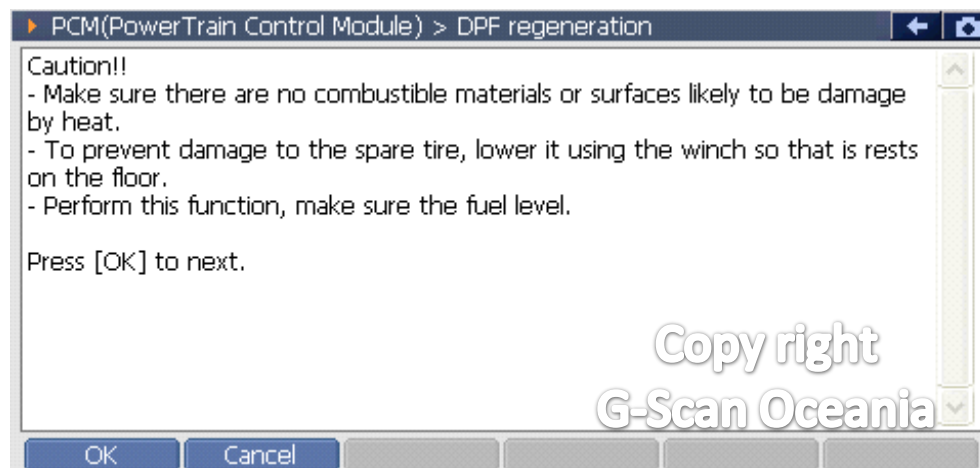 PCM(PowerTrain Control Module) > DPF regeneration
Caution!!
- Make sure there are no combustible materials or surfaces likely to be damage
by heat.
- To prevent damage to the spare tire, lower it using the winch so that is rests
on the floor.
- Perform this function, make sure the fuel level.
Press [OK] to next.
Copy right
G-Scan Oceania
OK Cancel